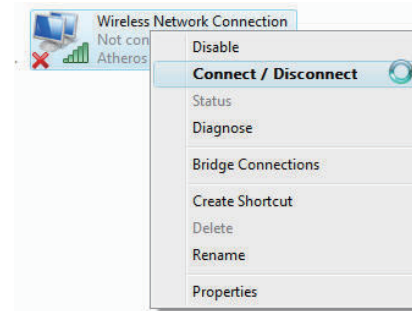 Wireless Network Connection
Not con
Atheros
Disable
Connect / Disconnect
Status
Diagnose
Bridge Connections
Create Shortcut
Delete
Rename
Properties